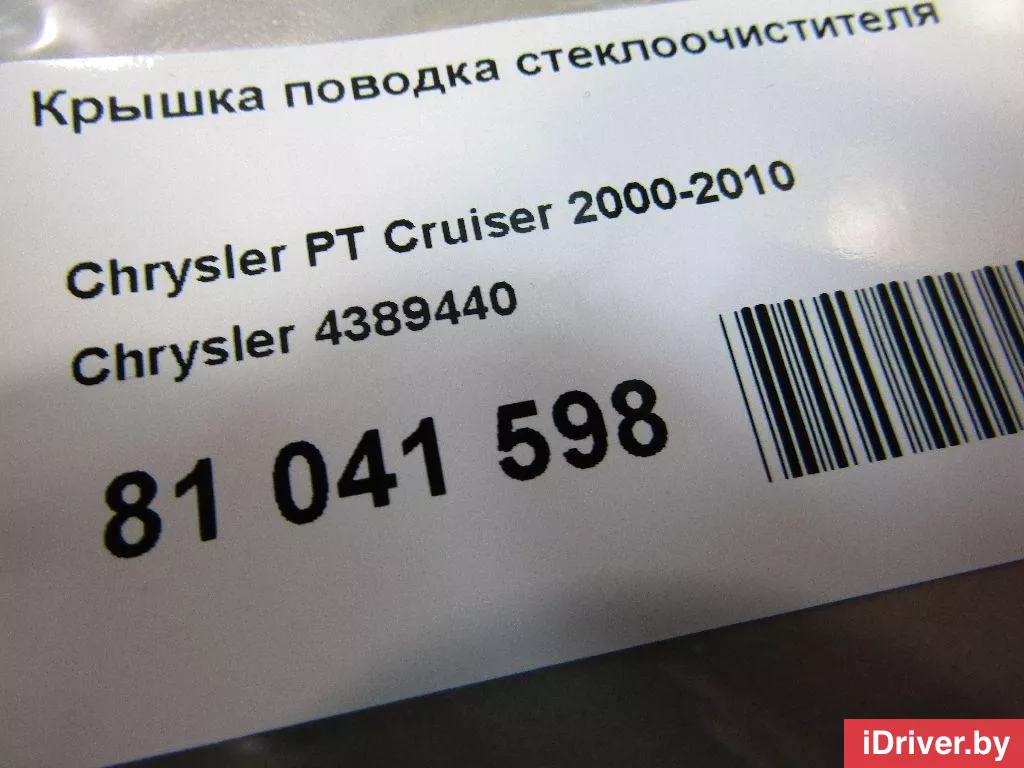 Крышка поводка стеклоочистителя
Chrysler PT Cruiser 2000-2010
Chrysler 4389440
81 041 598
iDriver.by